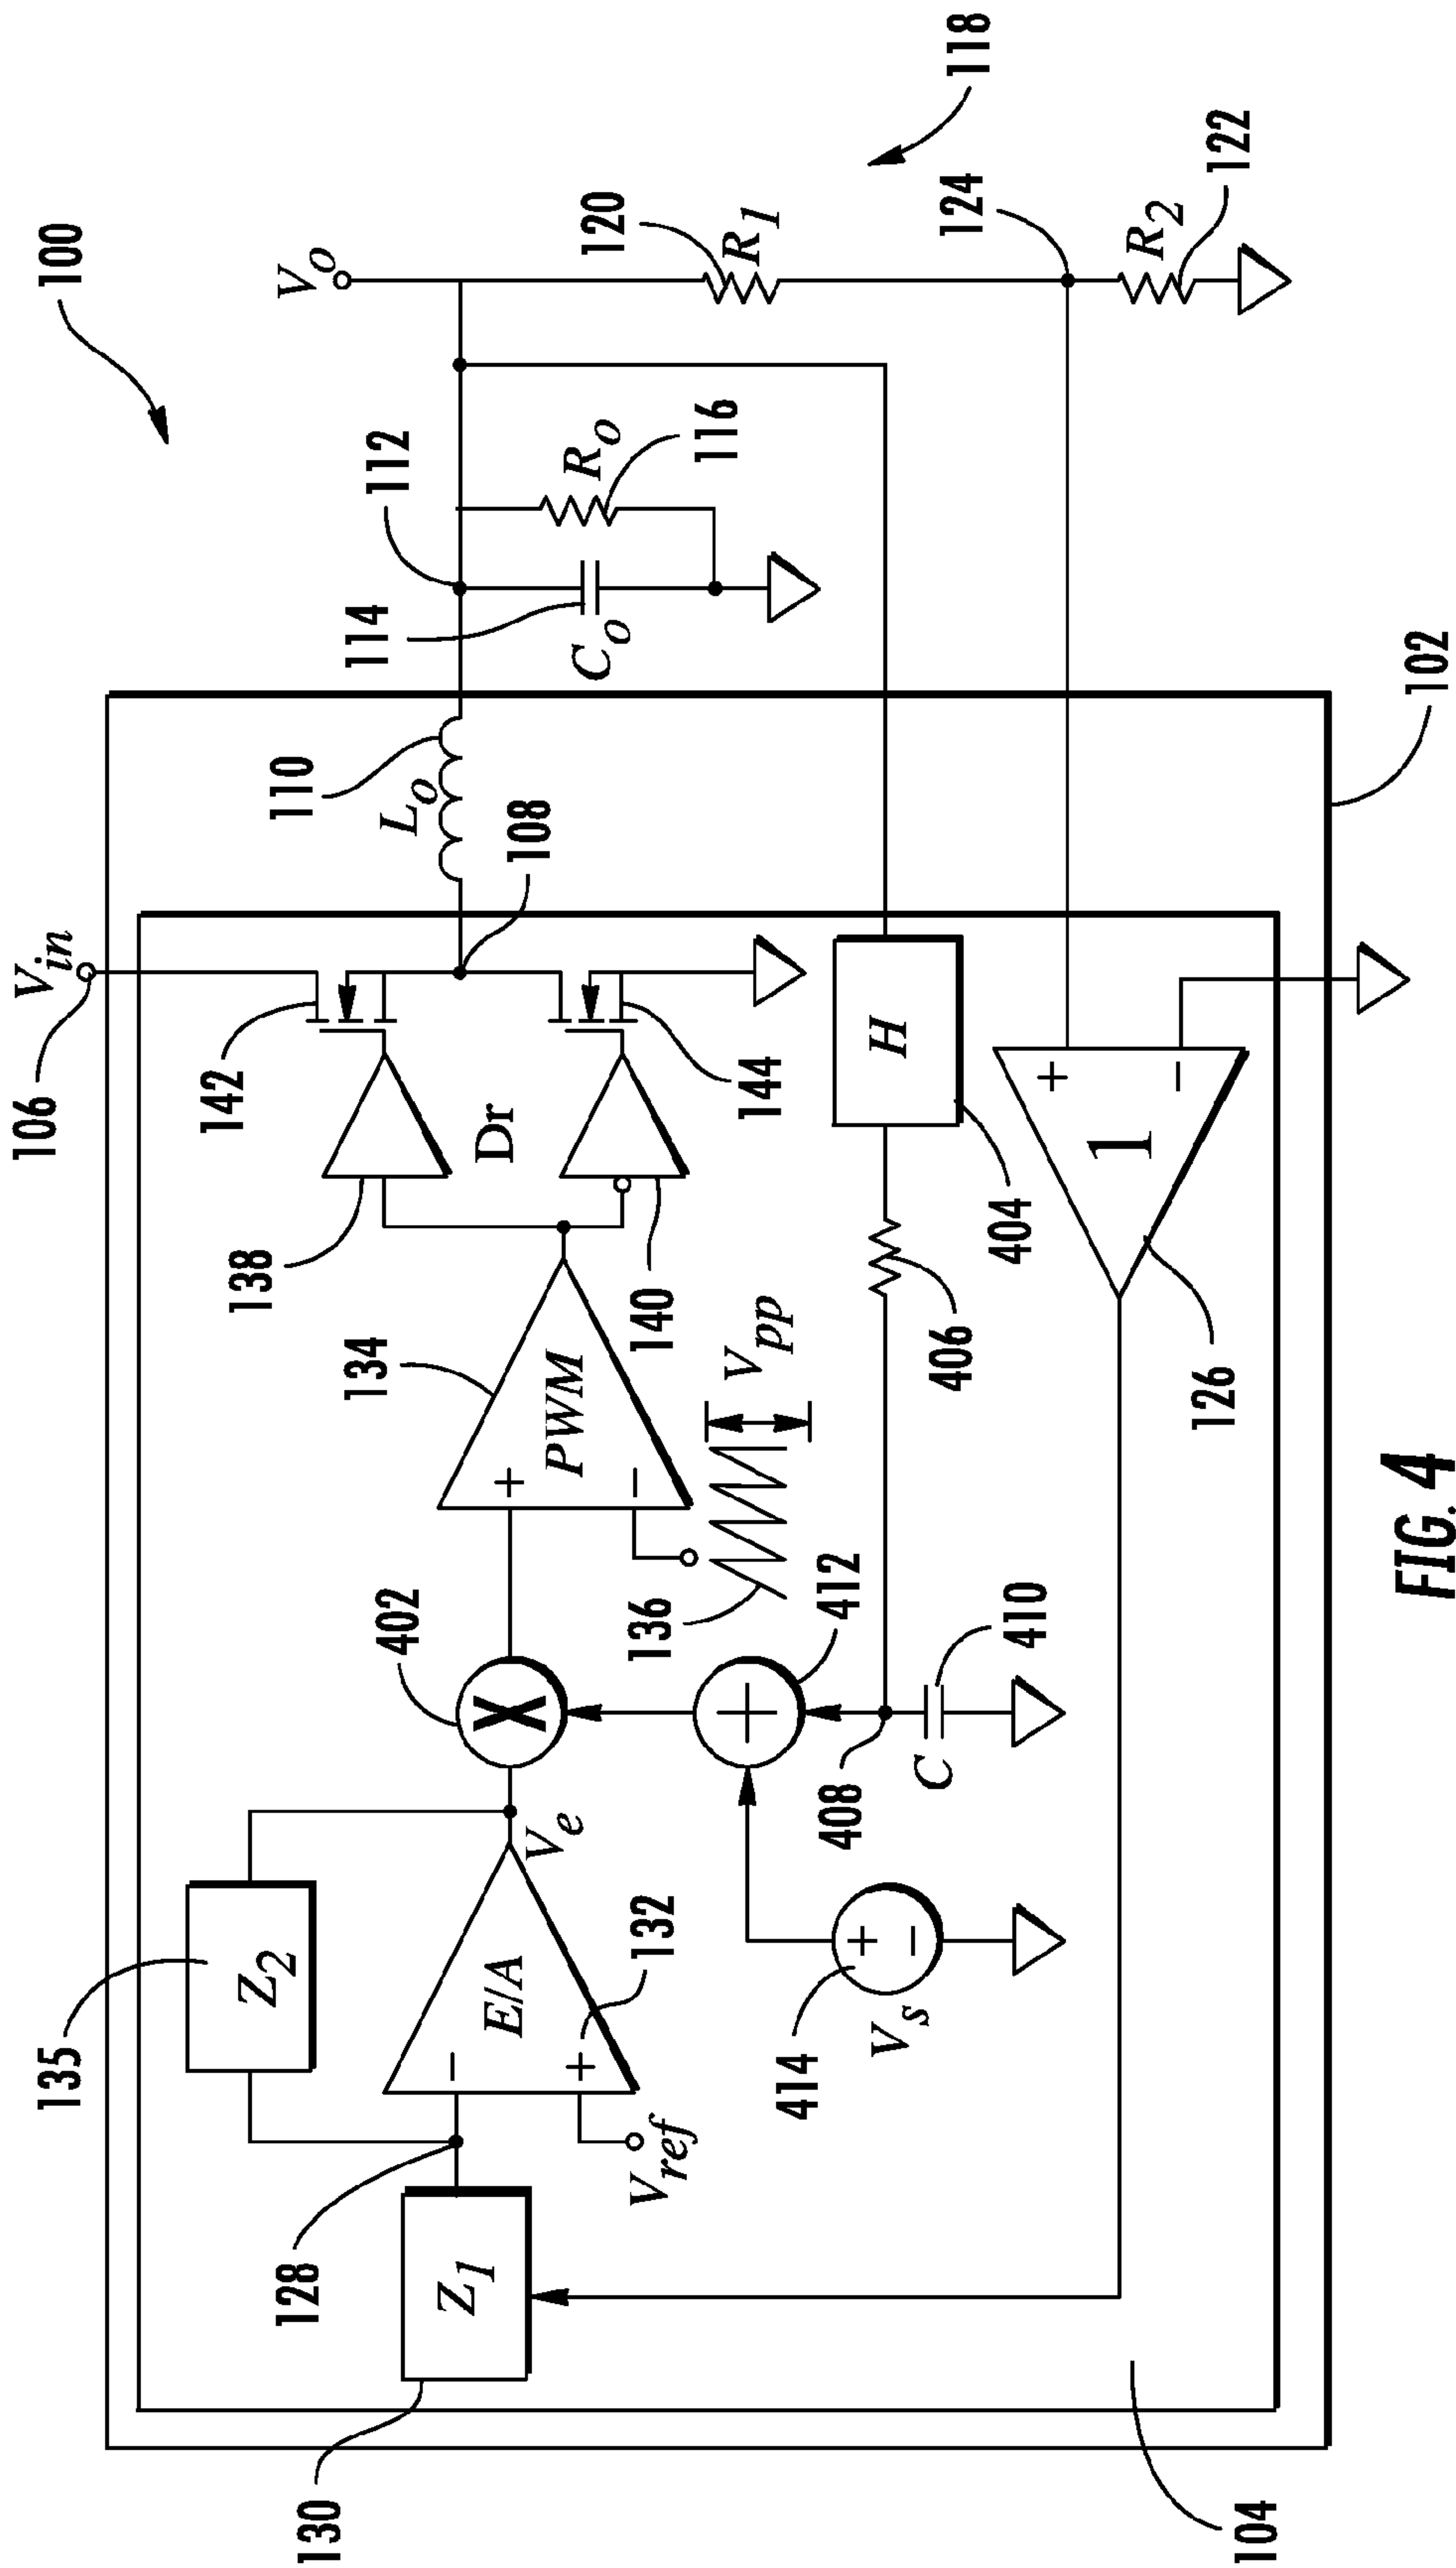 100
V_o
V_in
106
142
112
118
R_o
116
114
C_o
110
L_o
108
120
R_1
124
R_2
122
138
Dr
140
144
134
+
PWM
−
136
V_pp
402
X
135
Z_2
E/A
−
+
132
V_e
128
V_ref
Z_1
130
H
404
406
412
+
408
C
410
414
+
−
V_s
+
−
1
126
102
104
FIG. 4